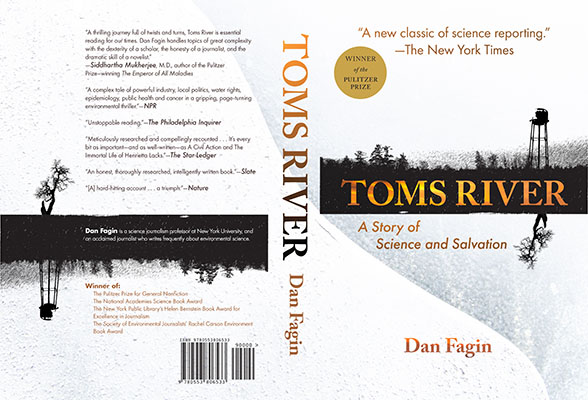 "A thrilling journey full of twists and turns, Toms River is essential
reading for our times. Dan Fagin handles topics of great complexity
with the dexterity of a scholar, the honesty of a journalist, and the
dramatic skill of a novelist."
—Siddhartha Mukherjee, M.D., author of the Pulitzer
Prize–winning The Emperor of All Maladies
"A complex tale of powerful industry, local politics, water rights,
epidemiology, public health and cancer in a gripping, page-turning
environmental thriller."—NPR
"Unstoppable reading."—The Philadelphia Inquirer
"Meticulously researched and compellingly recounted . . . It's every
bit as important—and as well-written—as A Civil Action and The
Immortal Life of Henrietta Lacks."—The Star-Ledger
"An honest, thoroughly researched, intelligently written book."—Slate
"[A] hard-hitting account . . . a triumph."—Nature
Dan Fagin is a science journalism professor at New York University, and
an acclaimed journalist who writes frequently about environmental science.
Winner of:
The Pulitzer Prize for General Nonfiction
The National Academies Science Book Award
The New York Public Library's Helen Bernstein Book Award for
Excellence in Journalism
The Society of Environmental Journalists' Rachel Carson Environment
Book Award
ISBN 9780553806533
90000 >
9 780553 806533
TOMS RIVER
Dan Fagin
"A new classic of science reporting."
—The New York Times
WINNER
of the
PULITZER
PRIZE
TOMS RIVER
A Story of
Science and Salvation
Dan Fagin